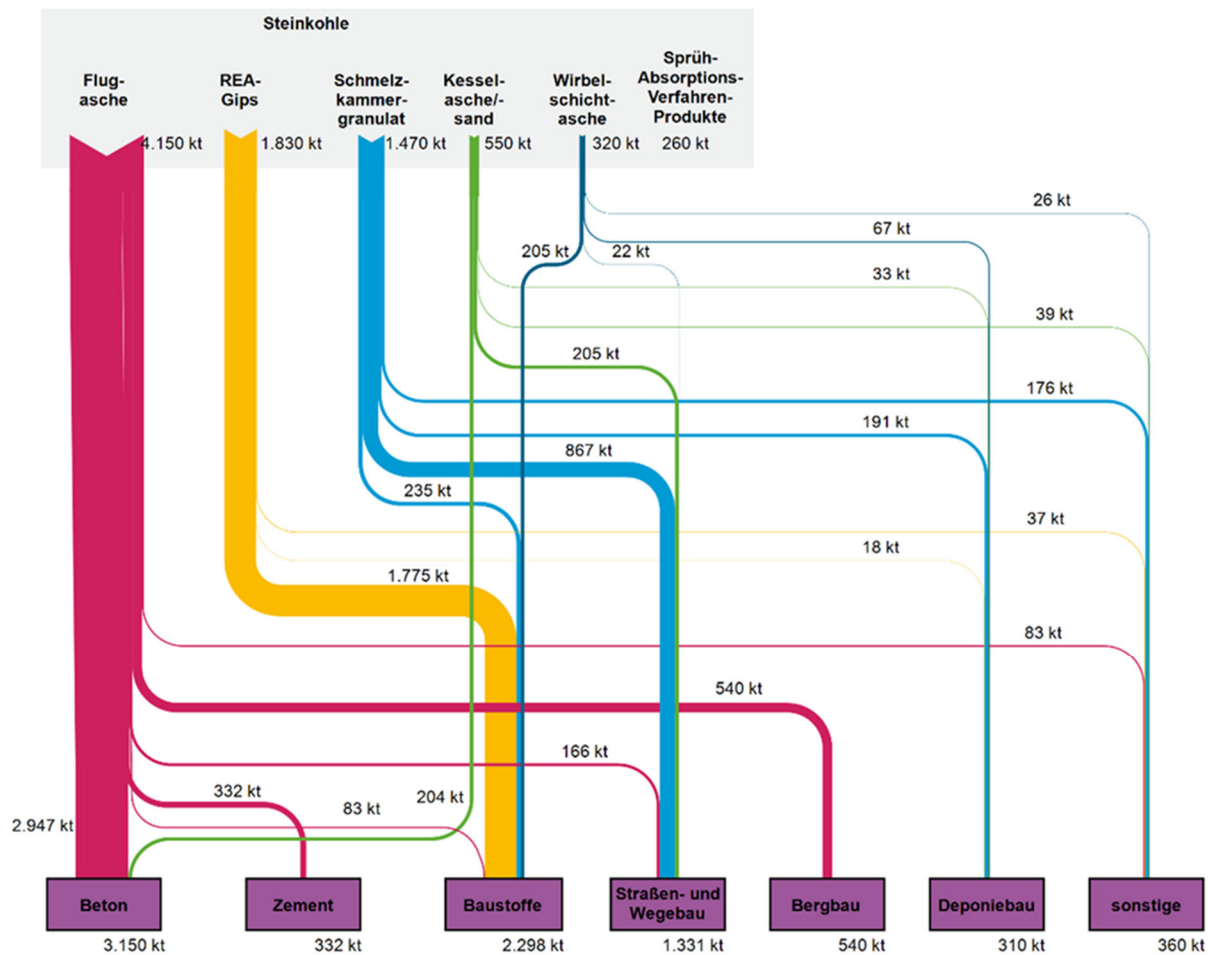 Steinkohle
Flug-
asche
REA-
Gips
Schmelz-
kammer-
granulat
Kessel-
asche/-
sand
Wirbel-
schicht-
asche
Sprüh-
Absorptions-
Verfahren-
Produkte
4.150 kt
1.830 kt
1.470 kt
550 kt
320 kt
260 kt
26 kt
67 kt
205 kt
22 kt
33 kt
39 kt
205 kt
176 kt
191 kt
867 kt
235 kt
37 kt
18 kt
1.775 kt
83 kt
540 kt
166 kt
332 kt
83 kt
204 kt
2.947 kt
Beton
Zement
Baustoffe
Straßen- und
Wegebau
Bergbau
Deponiebau
sonstige
3.150 kt
332 kt
2.298 kt
1.331 kt
540 kt
310 kt
360 kt